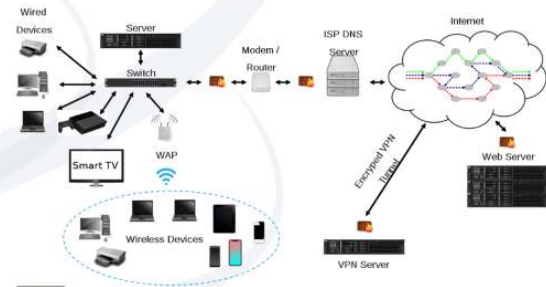 Wired
Devices
Server
Switch
Modem /
Router
ISP DNS
Server
Internet
Smart TV
WAP
Wireless Devices
Encryped VPN
Tunnel
Web Server
VPN Server